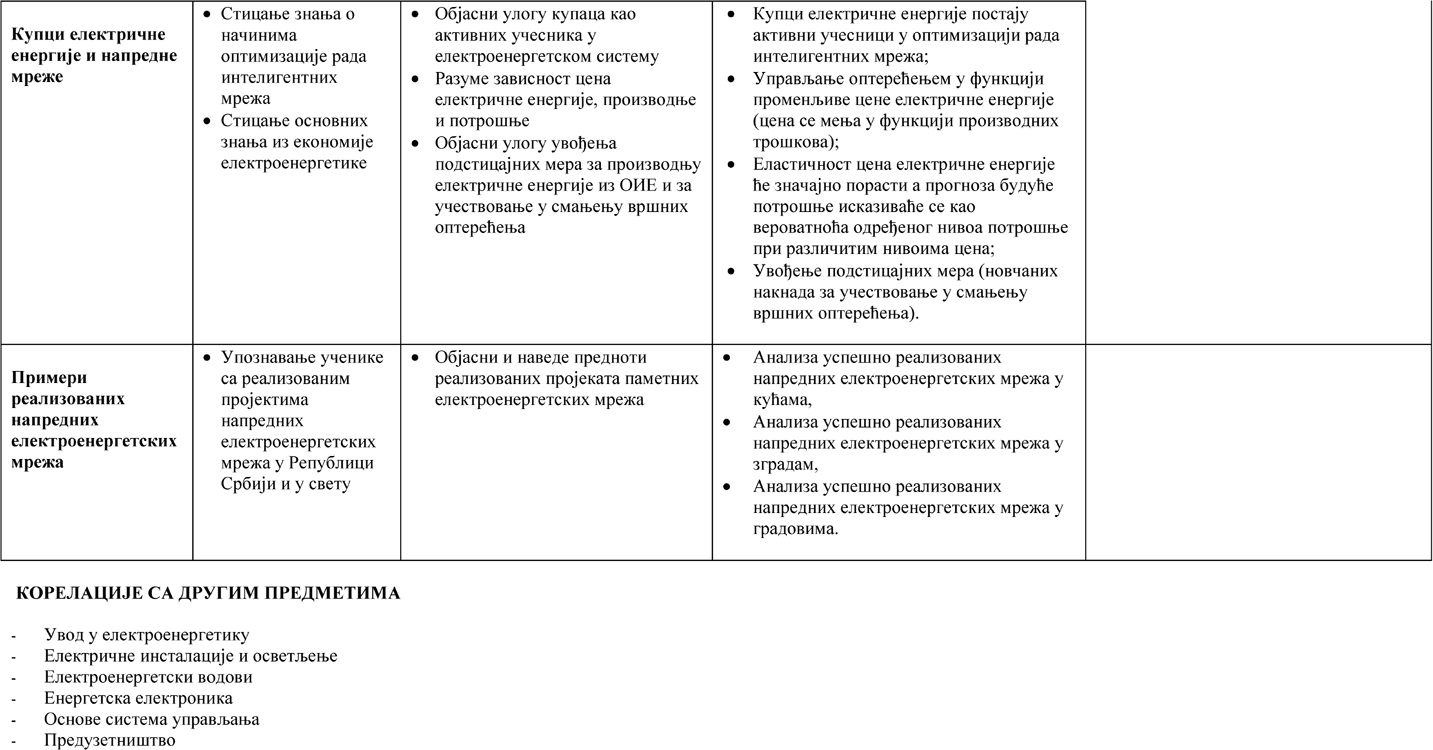 Купци електричне
енергије и напредне
мреже
• Стицање знања о
начинима
оптимизације рада
интелигентних
мрежа
• Стицање основних
знања из економије
електроенергетике
• Објасни улогу купаца као
активних учесника у
електроенергетском систему
• Разуме зависност цена
електричне енергије, производње
и потрошње
• Објасни улогу увођења
подстицајних мера за производњу
електричне енергије из ОИЕ и за
учествовање у смањењу вршних
оптерећења
• Купци електричне енергије постају
активни учесници у оптимизацији рада
интелигентних мрежа;
• Управљање оптерећењем у функцији
променљиве цене електричне енергије
(цена се мења у функцији производних
трошкова);
• Еластичност цена електричне енергије
ће значајно порасти а прогноза будуће
потрошње исказиваће се као
вероватноћа одређеног нивоа потрошње
при различитим нивоима цена;
• Увођење подстицајних мера (новчаних
накнада за учествовање у смањењу
вршних оптерећења).
Примери
реализованих
напредних
електроенергетских
мрежа
• Упознавање ученике
са реализованим
пројектима
напредних
електроенергетских
мрежа у Републици
Србији и у свету
• Објасни и наведе предноти
реализованих пројеката паметних
електроенергетских мрежа
• Анализа успешно реализованих
напредних електроенергетских мрежа у
кућама,
• Анализа успешно реализованих
напредних електроенергетских мрежа у
зградам,
• Анализа успешно реализованих
напредних електроенергетских мрежа у
градовима.
КОРЕЛАЦИЈЕ СА ДРУГИМ ПРЕДМЕТИМА
- Увод у електроенергетику
- Електричне инсталације и осветљење
- Електроенергетски водови
- Енергетска електроника
- Основе система управљања
- Предузетништво